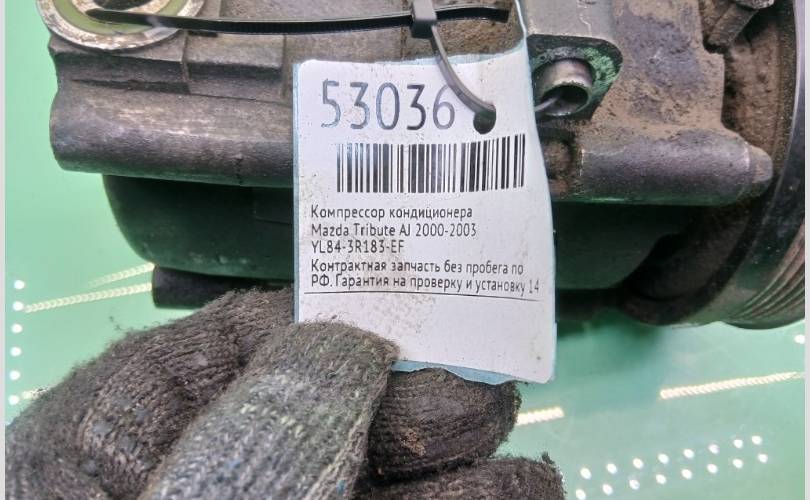 53036
Компрессор кондиционера
Mazda Tribute AJ 2000-2003
YL84-3R183-EF
Контрактная запчасть без пробега по
РФ. Гарантия на проверку и установку 14